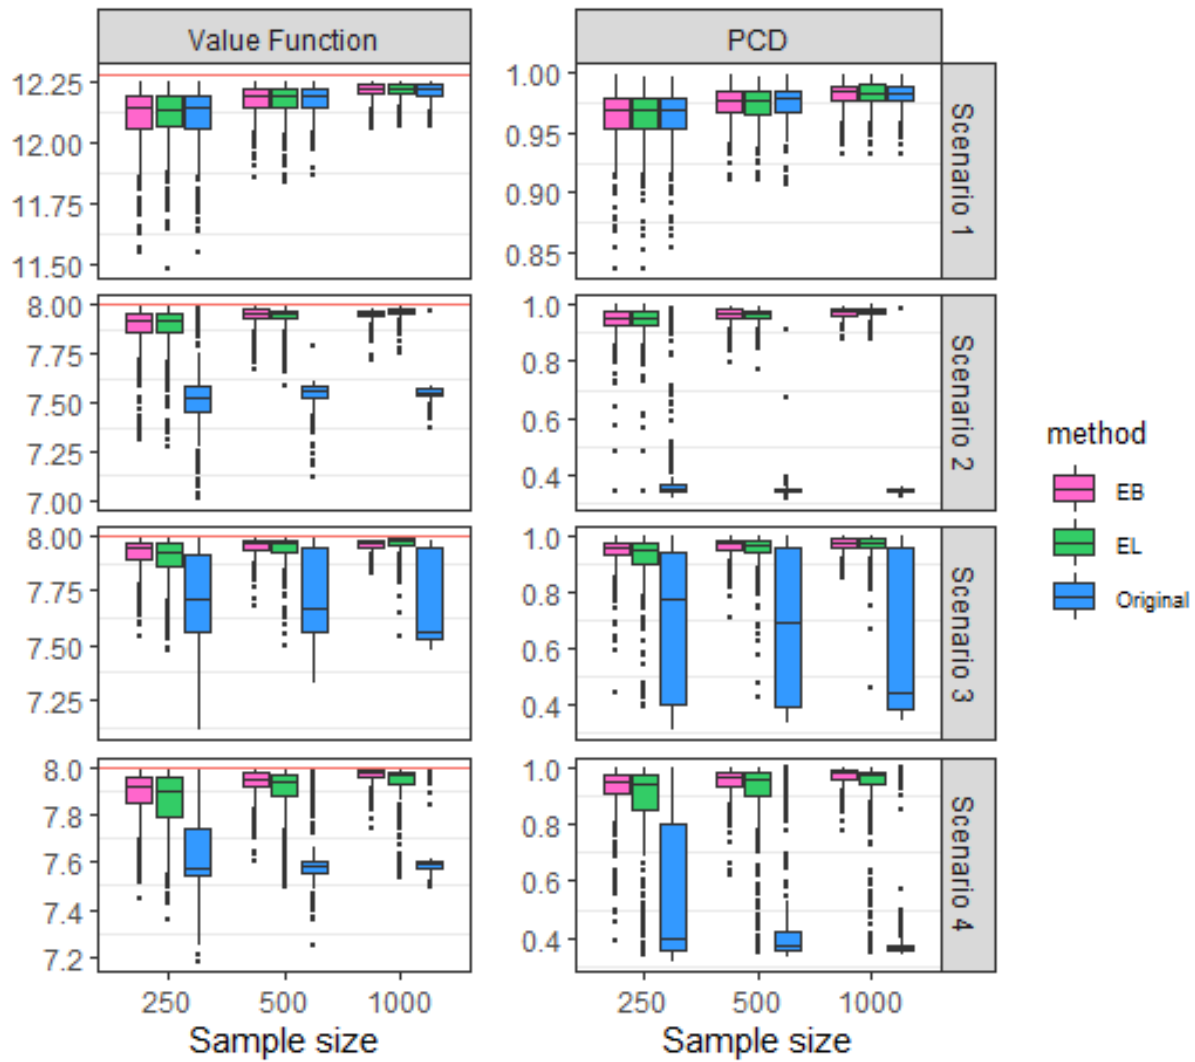 Value Function
PCD
12.25
12.00
11.75
11.50
1.00
0.95
0.90
0.85
Scenario 1
8.00
7.75
7.50
7.25
7.00
1.0
0.8
0.6
0.4
Scenario 2
8.00
7.75
7.50
7.25
1.0
0.8
0.6
0.4
Scenario 3
8.0
7.8
7.6
7.4
7.2
1.0
0.8
0.6
0.4
Scenario 4
250 500 1000
250 500 1000
Sample size
Sample size
method
EB
EL
Original